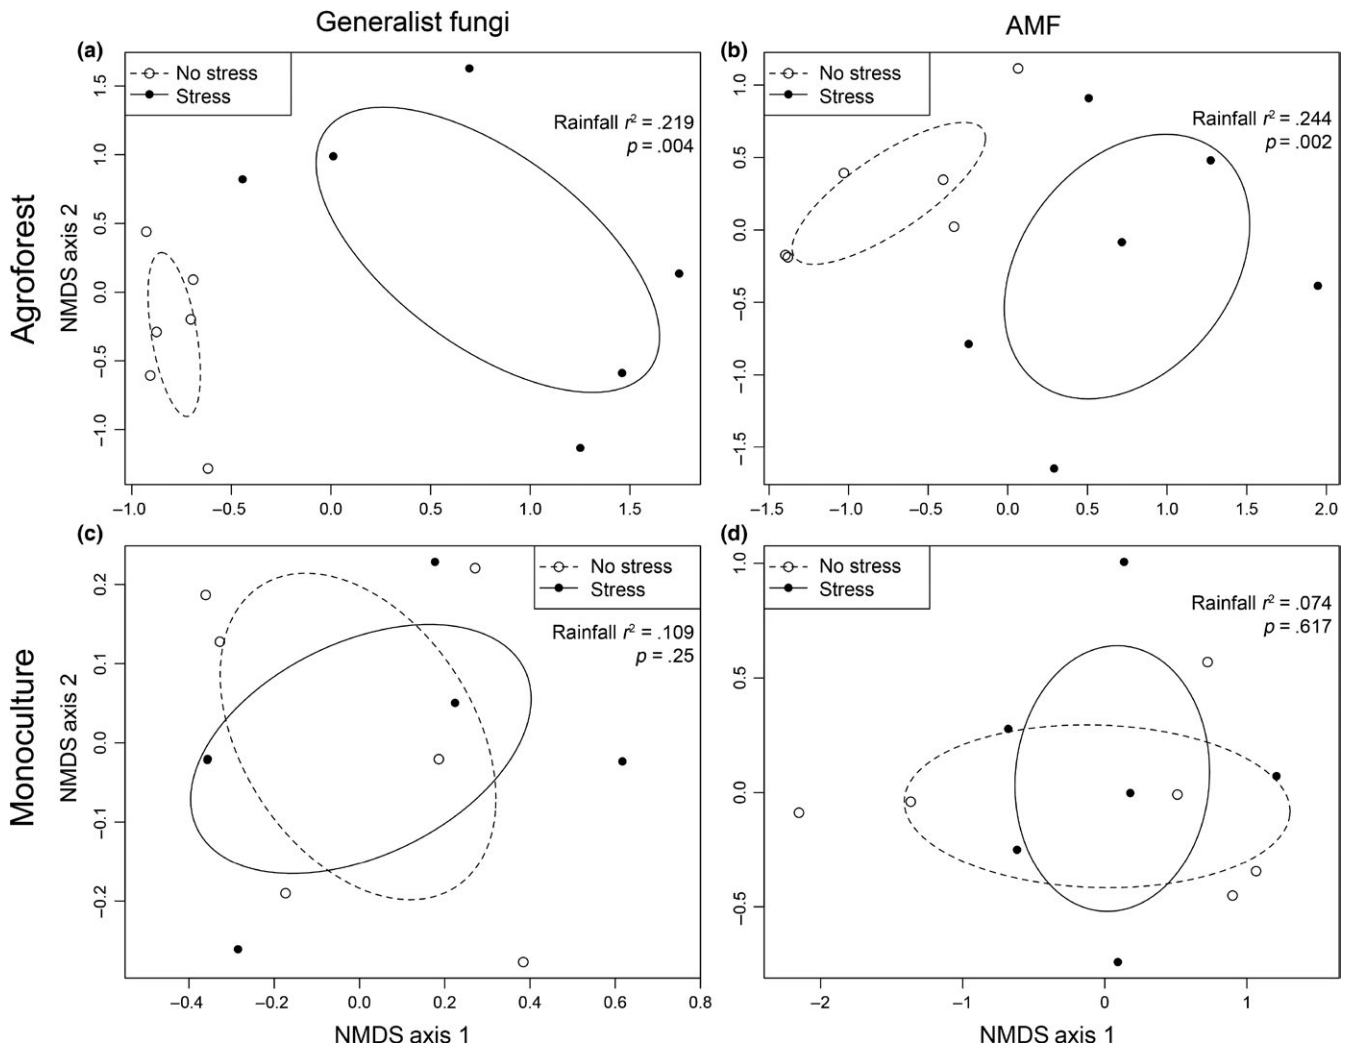 Generalist fungi
AMF
Agroforest
Monoculture
(a)
No stress
Stress
Rainfall r² = .219
p = .004
NMDS axis 2
1.5
1.0
0.5
0.0
−0.5
−1.0
−1.0 −0.5 0.0 0.5 1.0 1.5
(b)
No stress
Stress
Rainfall r² = .244
p = .002
1.0
0.5
0.0
−0.5
−1.0
−1.5
−1.5 −1.0 −0.5 0.0 0.5 1.0 1.5 2.0
(c)
No stress
Stress
Rainfall r² = .109
p = .25
NMDS axis 2
0.2
0.1
0.0
−0.1
−0.2
−0.4 −0.2 0.0 0.2 0.4 0.6 0.8
NMDS axis 1
(d)
No stress
Stress
Rainfall r² = .074
p = .617
1.0
0.5
0.0
−0.5
−2 −1 0 1
NMDS axis 1